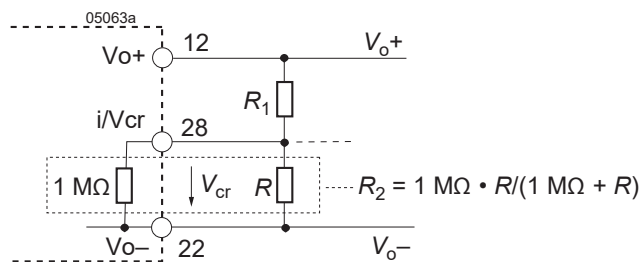 05063a
Vo+ 12 Vo+
R1
i/Vcr 28
1 MΩ Vcr R R2 = 1 MΩ • R/(1 MΩ + R)
Vo– 22 Vo–